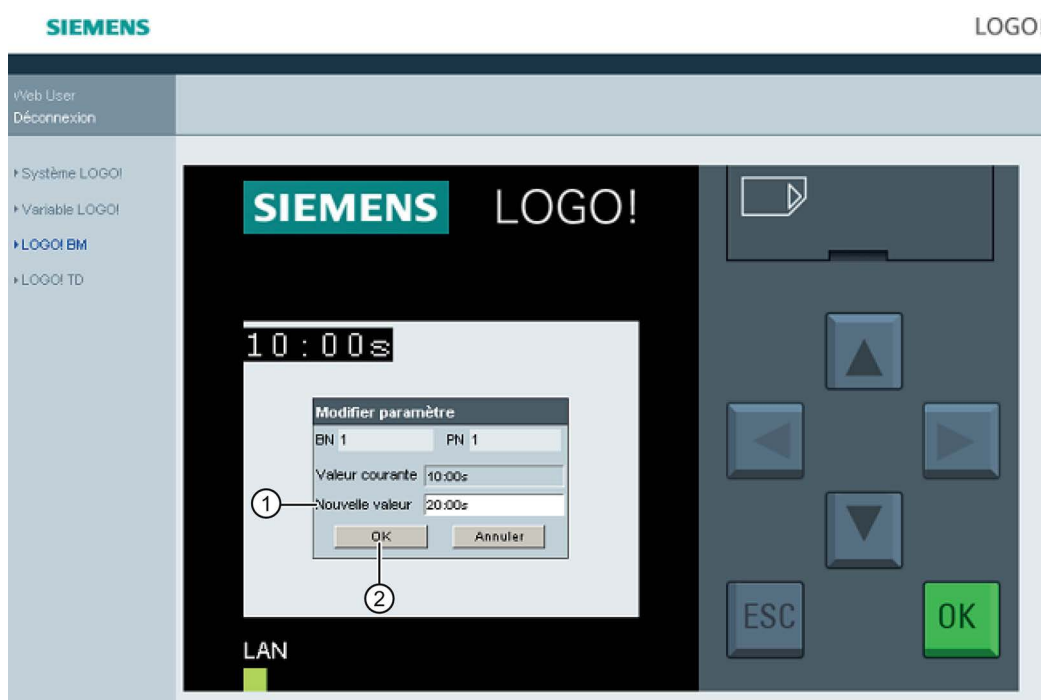 SIEMENS
LOGO!
Web User
Déconnexion
Système LOGO!
Variable LOGO!
LOGO! BM
LOGO! TD
SIEMENS LOGO!
10:00s
Modifier paramètre
BN 1 PN 1
Valeur courante 10:00s
1 Nouvelle valeur 20:00s
OK Annuler
2
ESC OK
LAN